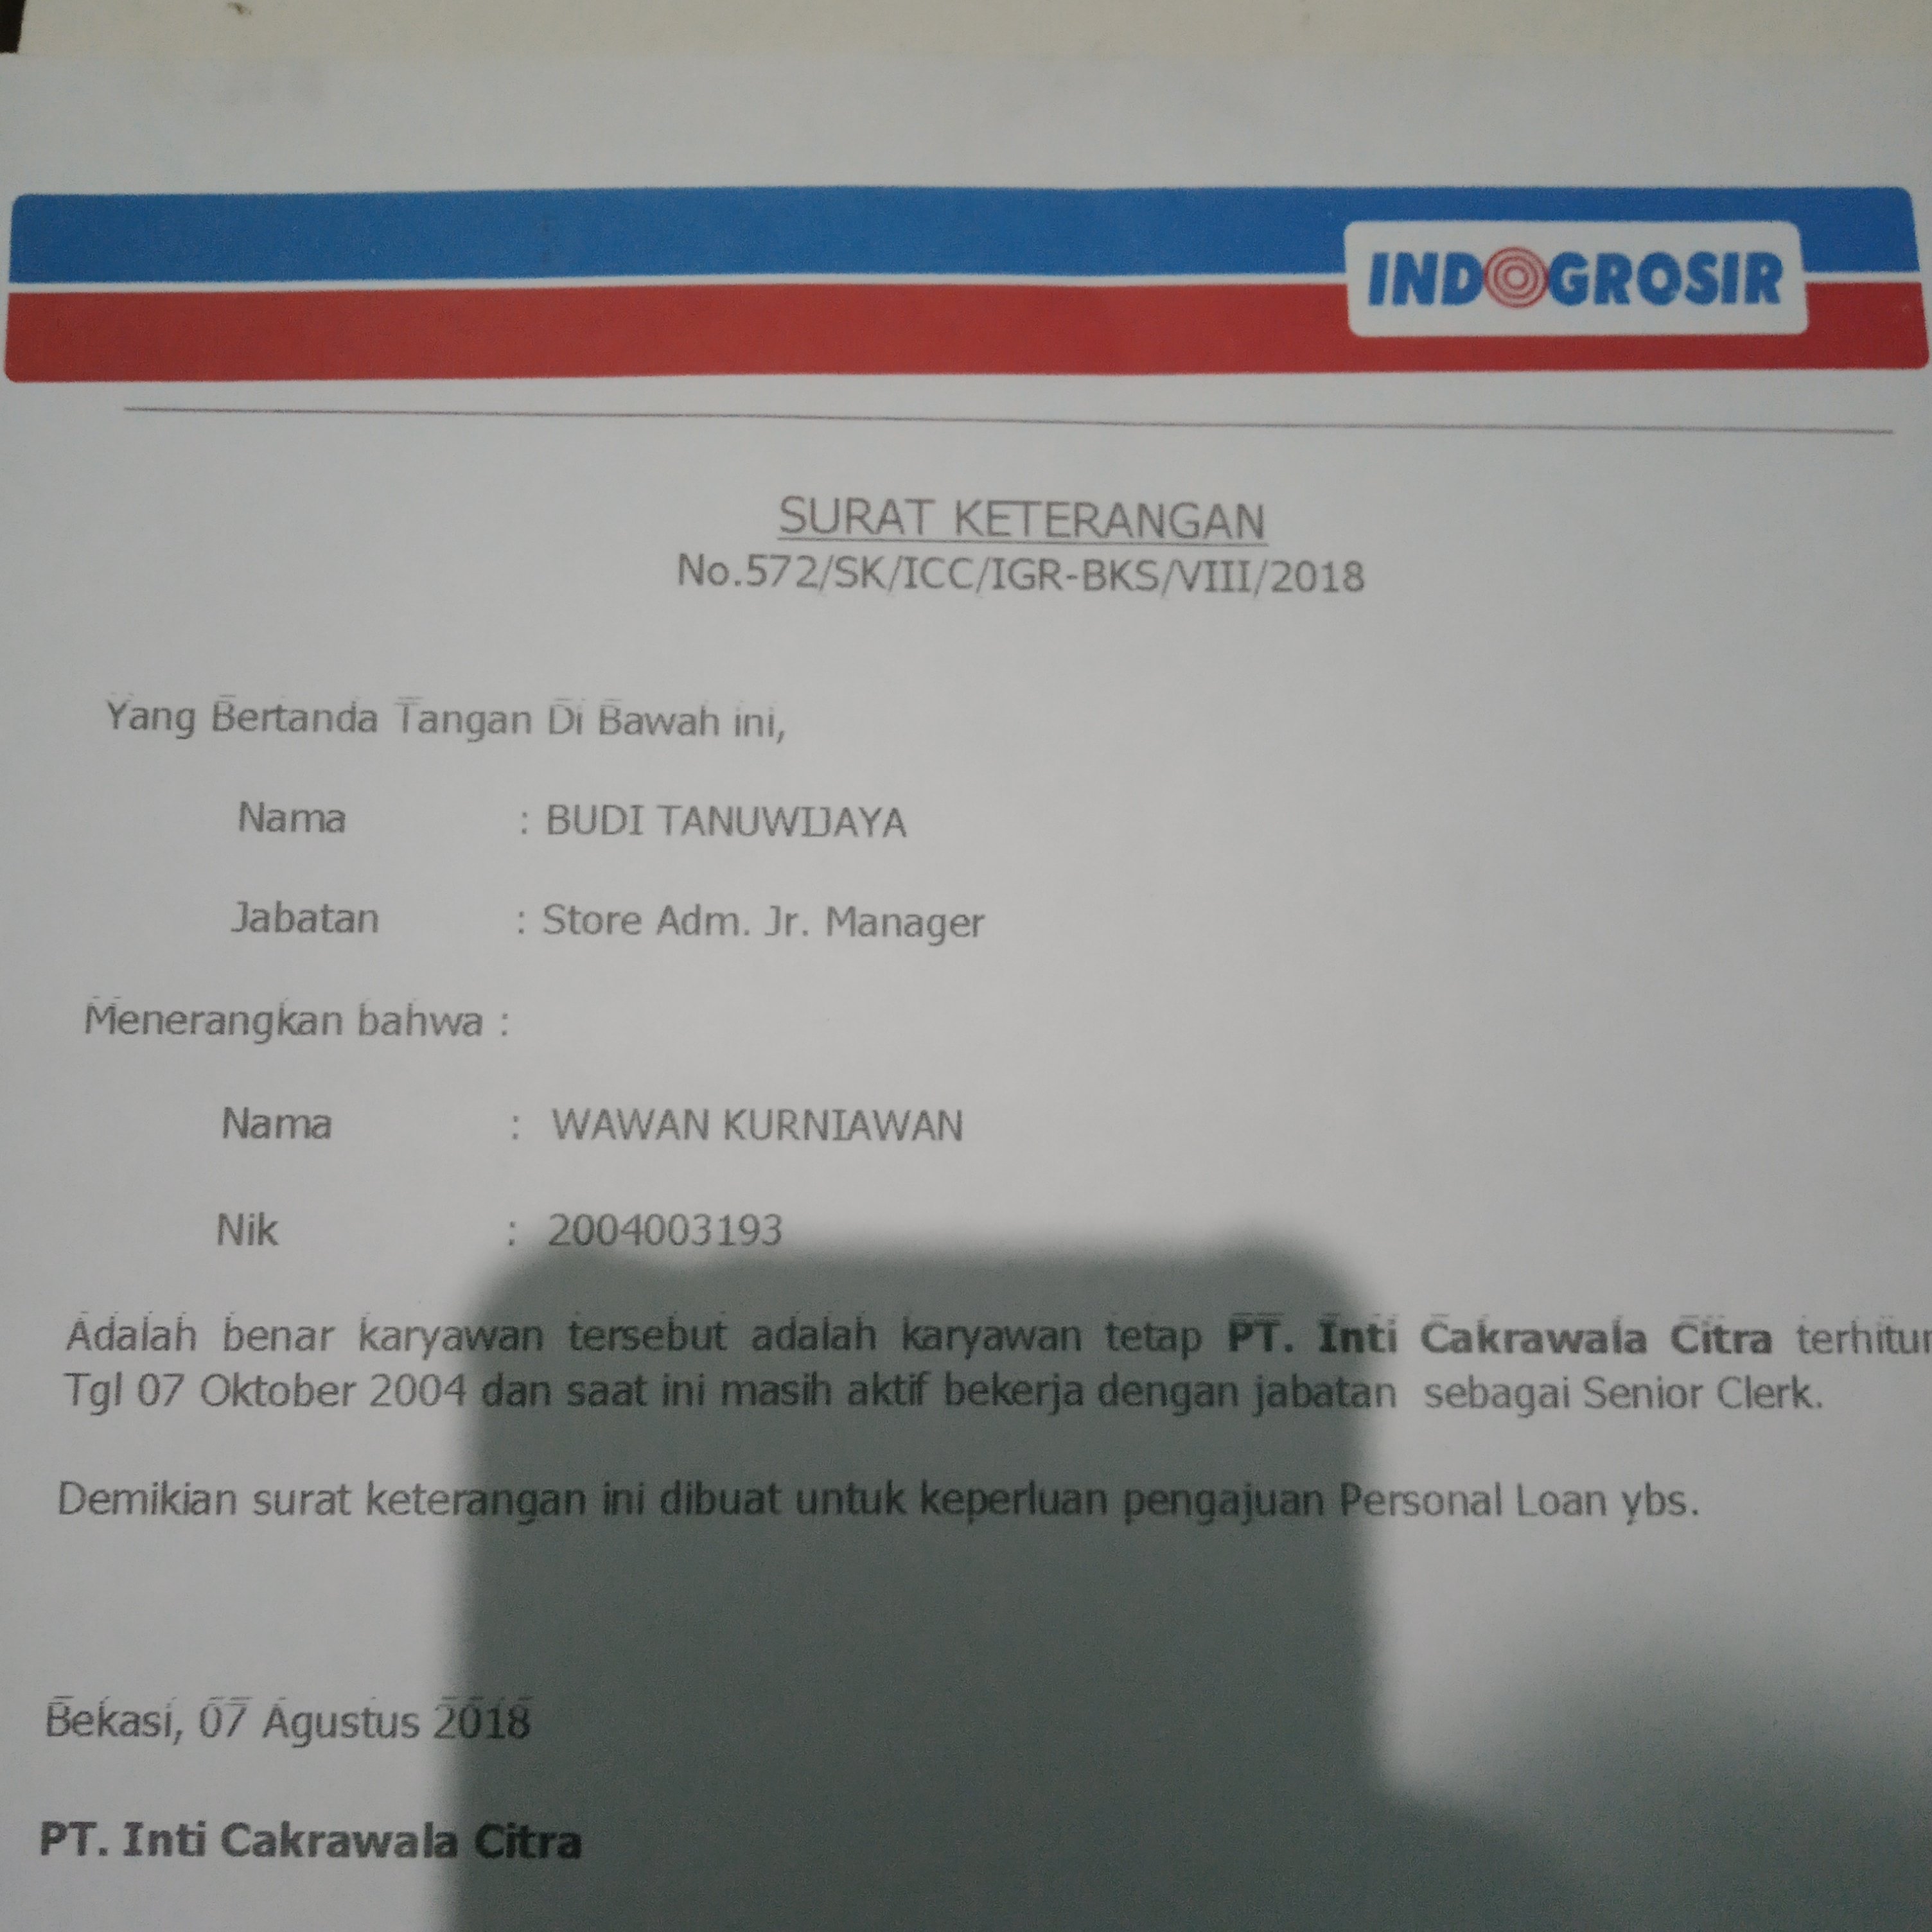 INDOGROSIR
SURAT KETERANGAN
No.572/SK/ICC/IGR-BKS/VIII/2018
Yang Bertanda Tangan Di Bawah ini,
Nama : BUDI TANUWIJAYA
Jabatan : Store Adm. Jr. Manager
Menerangkan bahwa :
Nama : WAWAN KURNIAWAN
Nik : 2004003193
Adalah benar karyawan tersebut adalah karyawan tetap PT. Inti Cakrawala Citra
Tgl 07 Oktober 2004 dan saat ini masih aktif bekerja dengan jabatan sebagai Senior Clerk.
Demikian surat keterangan ini dibuat untuk keperluan pengajuan Personal Loan ybs.
Bekasi, 07 Agustus 2018
PT. Inti Cakrawala Citra